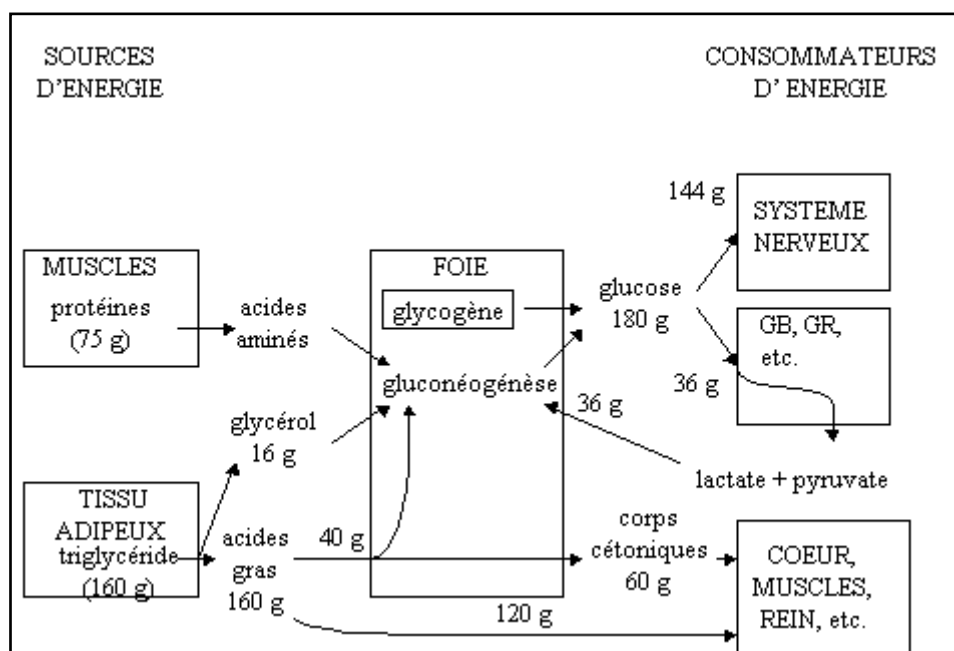 SOURCES
D'ENERGIE
CONSOMMATEURS
D' ENERGIE
144 g
SYSTEME
NERVEUX
MUSCLES
protéines
(75 g)
acides
aminés
FOIE
glycogène
gluconéogénèse
glucose
180 g
GB, GR,
etc.
36 g
36 g
glycérol
16 g
lactate + pyruvate
TISSU
ADIPEUX
triglycéride
(160 g)
acides
gras
160 g
40 g
120 g
corps
cétoniques
60 g
COEUR,
MUSCLES,
REIN, etc.